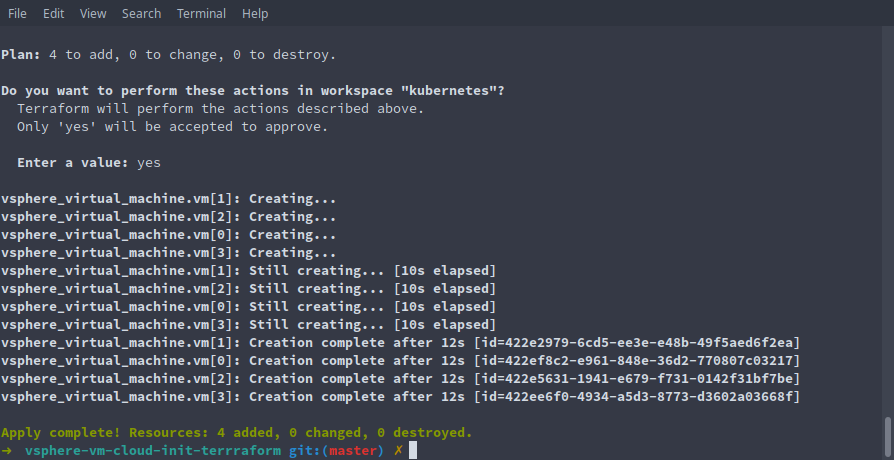 File Edit View Search Terminal Help
Plan: 4 to add, 0 to change, 0 to destroy.
Do you want to perform these actions in workspace "kubernetes"?
Terraform will perform the actions described above.
Only 'yes' will be accepted to approve.
Enter a value: yes
vsphere_virtual_machine.vm[1]: Creating...
vsphere_virtual_machine.vm[2]: Creating...
vsphere_virtual_machine.vm[0]: Creating...
vsphere_virtual_machine.vm[3]: Creating...
vsphere_virtual_machine.vm[1]: Still creating... [10s elapsed]
vsphere_virtual_machine.vm[2]: Still creating... [10s elapsed]
vsphere_virtual_machine.vm[0]: Still creating... [10s elapsed]
vsphere_virtual_machine.vm[3]: Still creating... [10s elapsed]
vsphere_virtual_machine.vm[1]: Creation complete after 12s [id=422e2979-6cd5-ee3e-e48b-49f5aed6f2ea]
vsphere_virtual_machine.vm[0]: Creation complete after 12s [id=422ef8c2-e961-848e-36d2-770807c03217]
vsphere_virtual_machine.vm[2]: Creation complete after 12s [id=422e5631-1941-e679-f731-0142f31bf7be]
vsphere_virtual_machine.vm[3]: Creation complete after 12s [id=422ee6f0-4934-a5d3-8773-d3602a03668f]
Apply complete! Resources: 4 added, 0 changed, 0 destroyed.
➜ vsphere-vm-cloud-init-terrraform git:(master) ✗